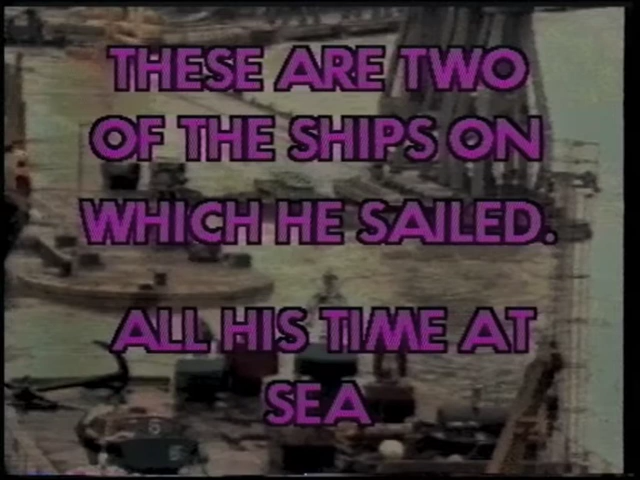 THESE ARE TWO
OF THE SHIPS ON
WHICH HE SAILED.
ALL HIS TIME AT
SEA